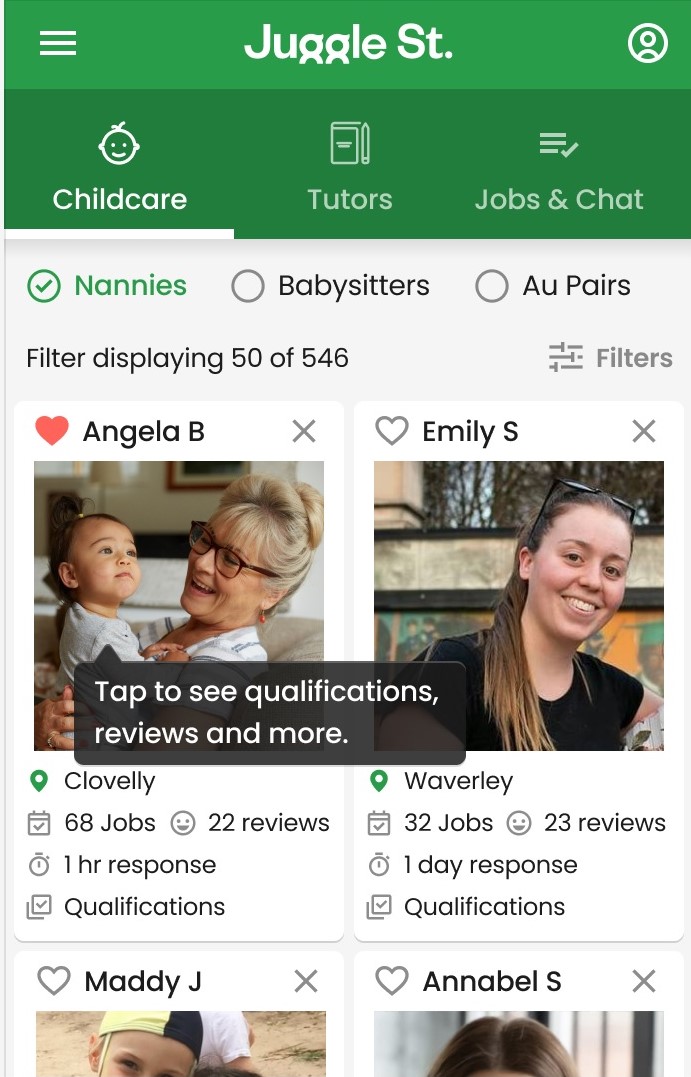 Juggle St.
Childcare
Tutors
Jobs & Chat
Nannies
Babysitters
Au Pairs
Filter displaying 50 of 546
Filters
Angela B
Emily S
Tap to see qualifications,
reviews and more.
Clovelly
68 Jobs 22 reviews
1 hr response
Qualifications
Waverley
32 Jobs 23 reviews
1 day response
Qualifications
Maddy J
Annabel S